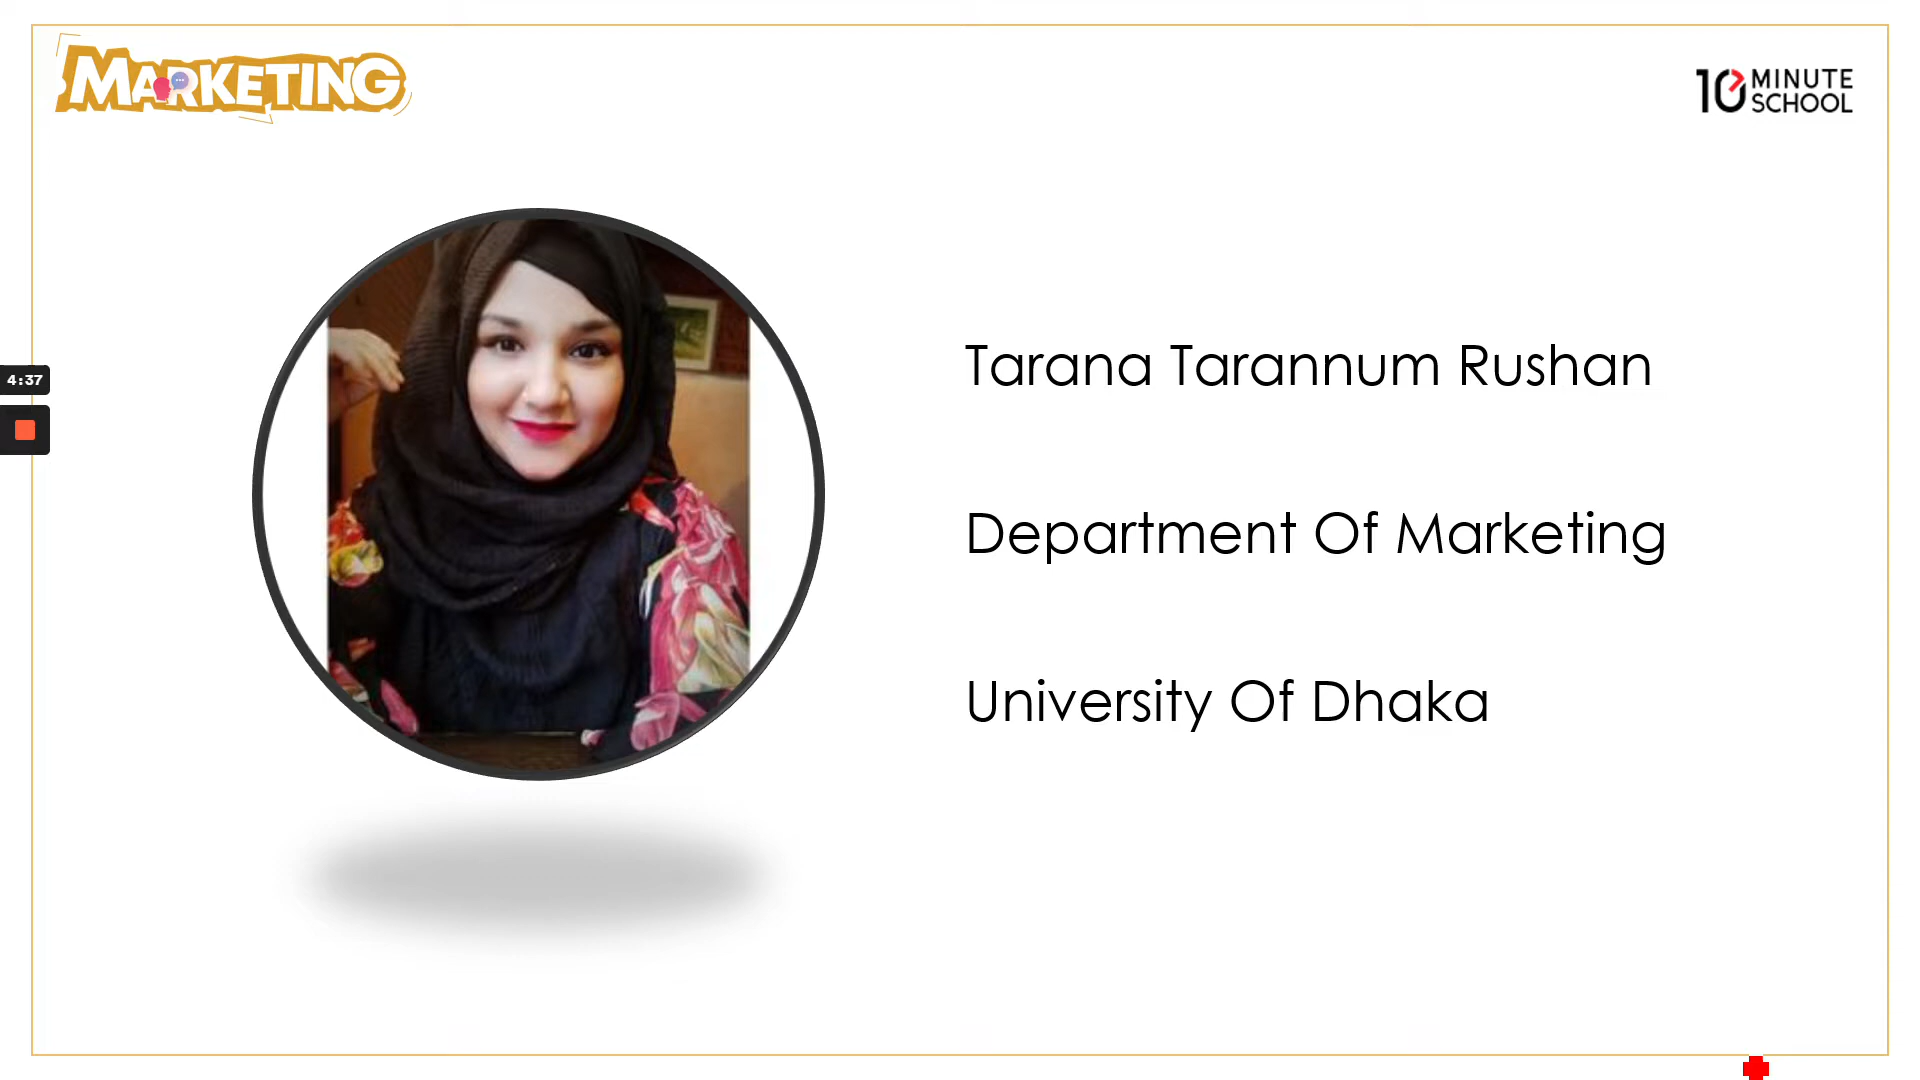 MARKETING
10 MINUTE
SCHOOL
4:37
Tarana Tarannum Rushan
Department Of Marketing
University Of Dhaka